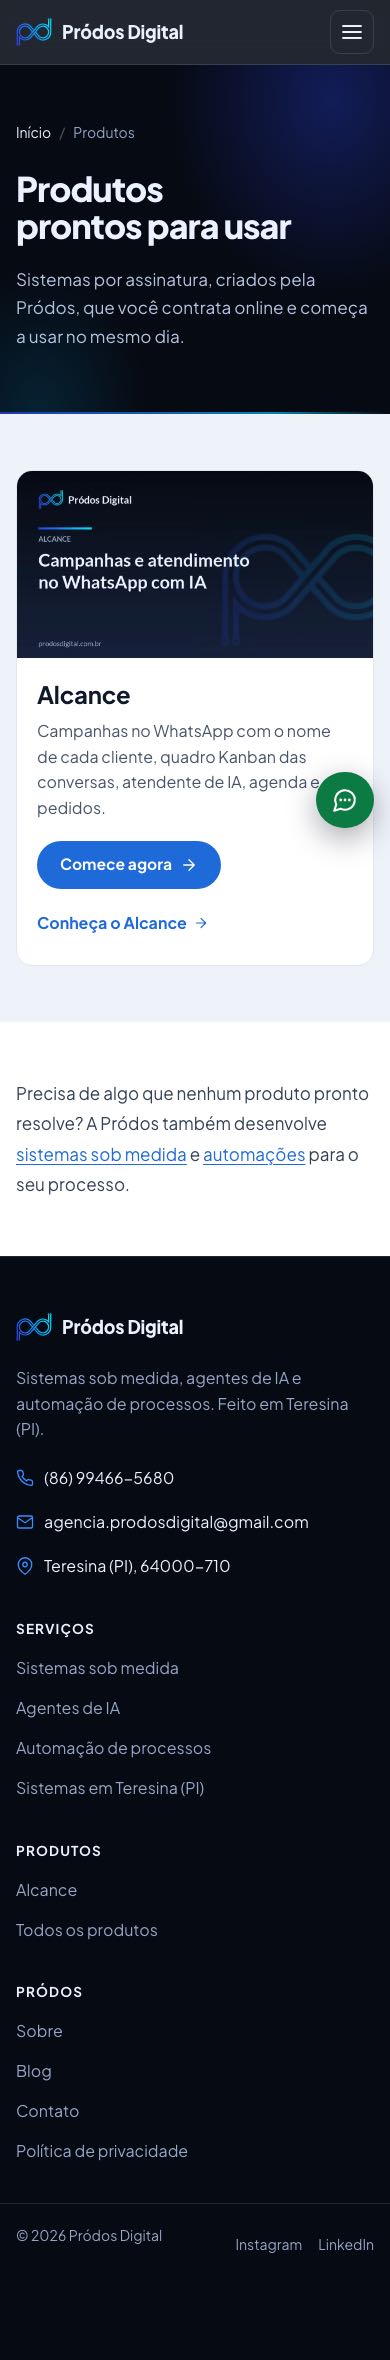 Pródos Digital
Início / Produtos
Produtos
prontos para usar
Sistemas por assinatura, criados pela
Pródos, que você contrata online e começa
a usar no mesmo dia.
Pródos Digital
ALCANCE
Campanhas e atendimento
no WhatsApp com IA
prodosdigital.com.br
Alcance
Campanhas no WhatsApp com o nome
de cada cliente, quadro Kanban das
conversas, atendente de IA, agenda e
pedidos.
Comece agora
Conheça o Alcance
Precisa de algo que nenhum produto pronto
resolve? A Pródos também desenvolve
sistemas sob medida e automações para o
seu processo.
Pródos Digital
Sistemas sob medida, agentes de IA e
automação de processos. Feito em Teresina
(PI).
(86) 99466-5680
agencia.prodosdigital@gmail.com
Teresina (PI), 64000-710
SERVIÇOS
Sistemas sob medida
Agentes de IA
Automação de processos
Sistemas em Teresina (PI)
PRODUTOS
Alcance
Todos os produtos
PRÓDOS
Sobre
Blog
Contato
Política de privacidade
© 2026 Pródos Digital
Instagram LinkedIn